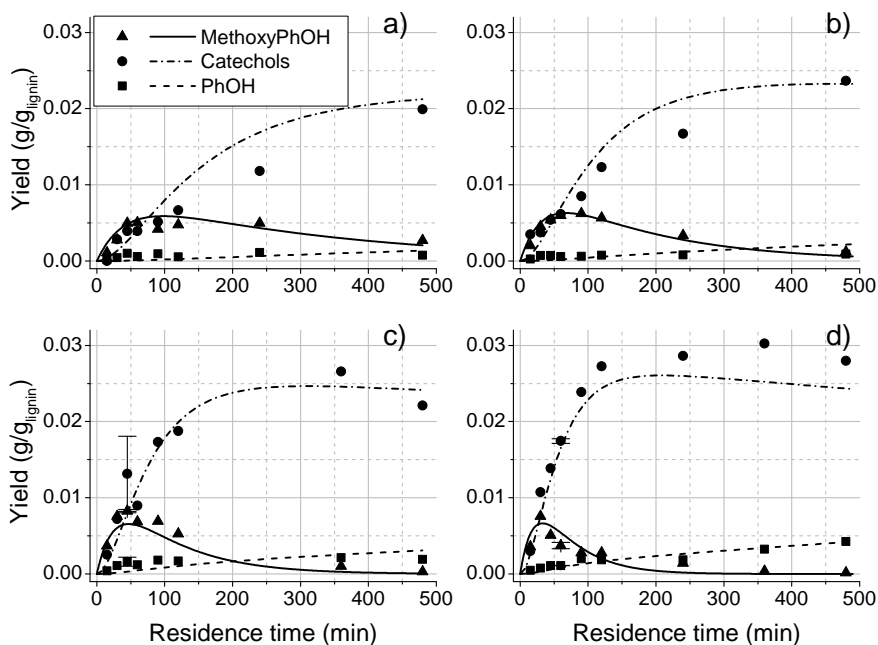 a)
b)
MethoxyPhOH
Catechols
PhOH
Yield (g/g_lignin)
0.03
0.02
0.01
0.00
0 100 200 300 400 500
0.03
0.02
0.01
0.00
0 100 200 300 400 500
c)
d)
Yield (g/g_lignin)
0.03
0.02
0.01
0.00
0 100 200 300 400 500
Residence time (min)
0.03
0.02
0.01
0.00
0 100 200 300 400 500
Residence time (min)